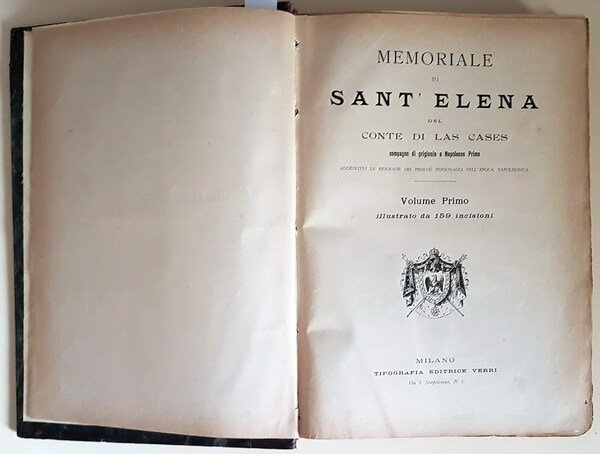 MEMORIALE
DI
SANT' ELENA
DEL
CONTE DI LAS CASES
compagno di prigionia a Napoleone Primo
AGGIUNTEVI LE BIOGRAFIE DEI PRIMARI PERSONAGGI DELL'EPOCA NAPOLEONICA
Volume Primo
illustrato da 159 incisioni
MILANO
TIPOGRAFIA EDITRICE VERRI
Via S. Simpliciano, N. 5.